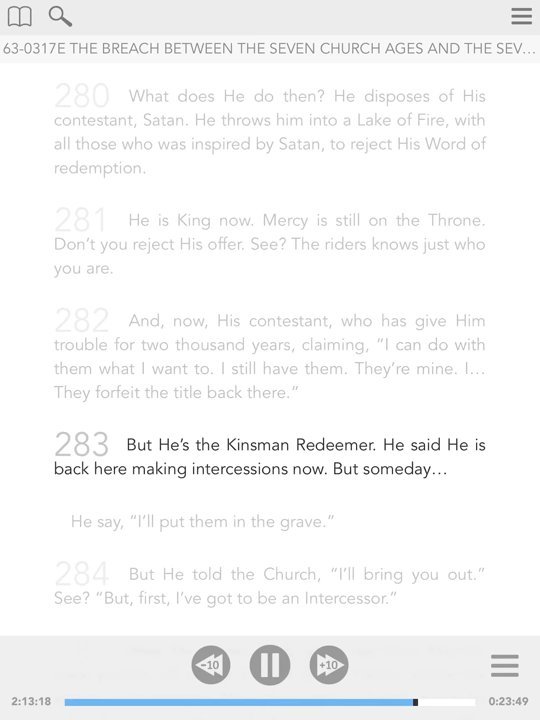 63-0317E THE BREACH BETWEEN THE SEVEN CHURCH AGES AND THE SEV...
280 What does He do then? He disposes of His
contestant, Satan. He throws him into a Lake of Fire, with
all those who was inspired by Satan, to reject His Word of
redemption.
281 He is King now. Mercy is still on the Throne.
Don't you reject His offer. See? The riders knows just who
you are.
282 And, now, His contestant, who has give Him
trouble for two thousand years, claiming, "I can do with
them what I want to. I still have them. They're mine. I...
They forfeit the title back there."
283 But He's the Kinsman Redeemer. He said He is
back here making intercessions now. But someday...
He say, "I'll put them in the grave."
284 But He told the Church, "I'll bring you out."
See? "But, first, I've got to be an Intercessor."
-10 +10
2:13:18 0:23:49